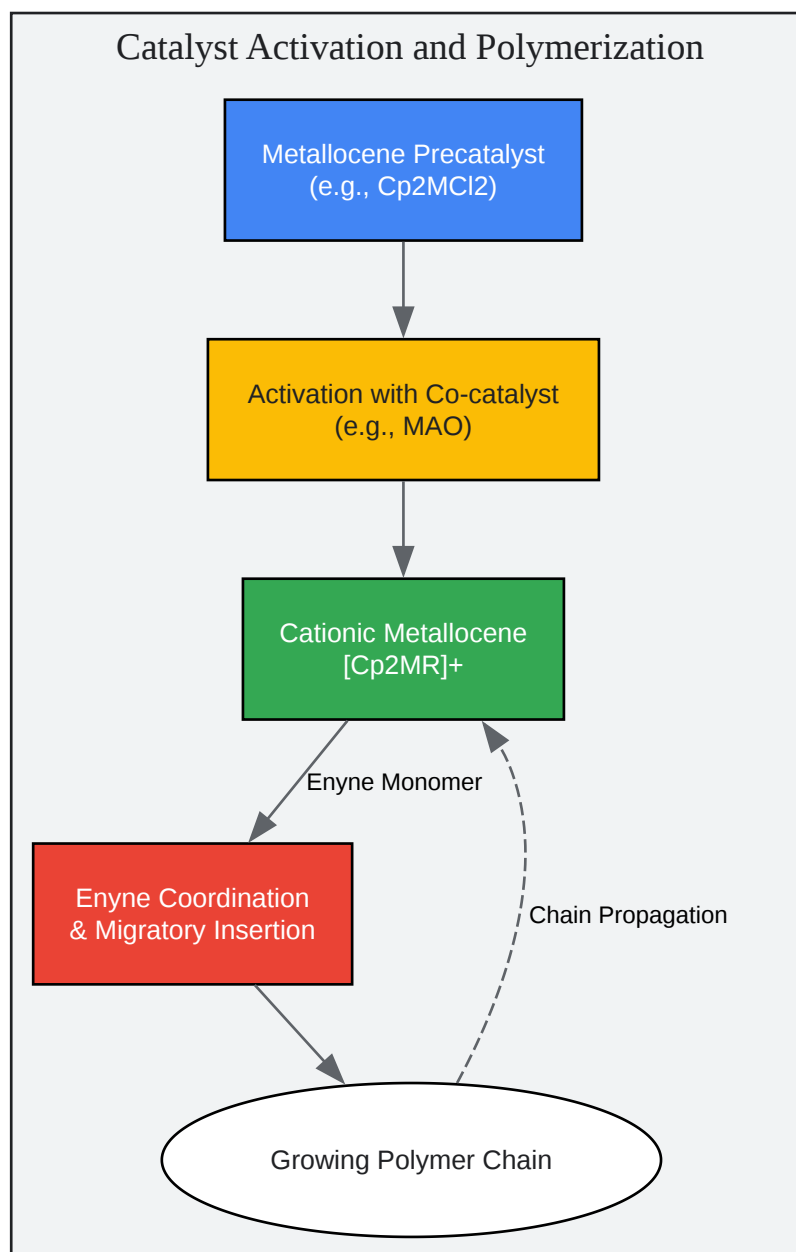 Catalyst Activation and Polymerization
Metallocene Precatalyst
(e.g., Cp2MCl2)
Activation with Co-catalyst
(e.g., MAO)
Cationic Metallocene
[Cp2MR]+
Enyne Monomer
Enyne Coordination
& Migratory Insertion
Chain Propagation
Growing Polymer Chain